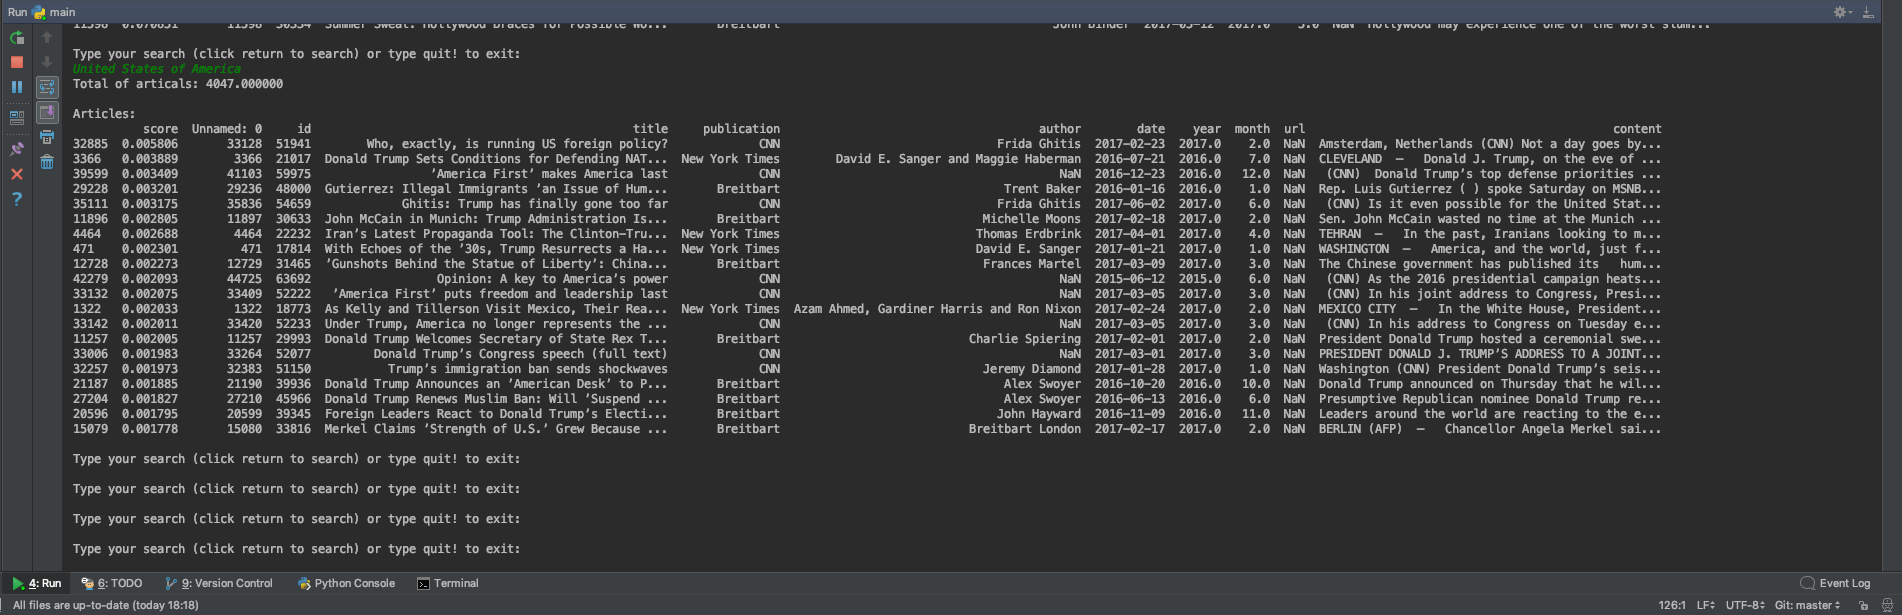 Run main
11396 0.070831 11398 30334 Summer Sweat: Hollywood Braces for Possible Wo... Breitbart John Binder 2017-03-12 2017.0 3.0 NaN Hollywood may experience one of the worst slum...
Type your search (click return to search) or type quit! to exit:
United States of America
Total of articals: 4047.000000
Articles:
score Unnamed: 0 id title publication author date year month url content
32885 0.005806 33128 51941 Who, exactly, is running US foreign policy? CNN Frida Ghitis 2017-02-23 2017.0 2.0 NaN Amsterdam, Netherlands (CNN) Not a day goes by...
3366 0.003889 3366 21017 Donald Trump Sets Conditions for Defending NAT... New York Times David E. Sanger and Maggie Haberman 2016-07-21 2016.0 7.0 NaN CLEVELAND — Donald J. Trump, on the eve of ...
39599 0.003409 41103 59975 ’America First’ makes America last CNN NaN 2016-12-23 2016.0 12.0 NaN (CNN) Donald Trump’s top defense priorities ...
29228 0.003201 29236 48000 Gutierrez: Illegal Immigrants ’an Issue of Hum... Breitbart Trent Baker 2016-01-16 2016.0 1.0 NaN Rep. Luis Gutierrez ( ) spoke Saturday on MSNB...
35111 0.003175 35836 54659 Ghitis: Trump has finally gone too far CNN Frida Ghitis 2017-06-02 2017.0 6.0 NaN (CNN) Is it even possible for the United Stat...
11896 0.002805 11897 30633 John McCain in Munich: Trump Administration Is... Breitbart Michelle Moons 2017-02-18 2017.0 2.0 NaN Sen. John McCain wasted no time at the Munich ...
4464 0.002688 4464 22232 Iran’s Latest Propaganda Tool: The Clinton-Tru... New York Times Thomas Erdbrink 2017-04-01 2017.0 4.0 NaN TEHRAN — In the past, Iranians looking to m...
471 0.002301 471 17814 With Echoes of the ’30s, Trump Resurrects a Ha... New York Times David E. Sanger 2017-01-21 2017.0 1.0 NaN WASHINGTON — America, and the world, just f...
12728 0.002273 12729 31465 ’Gunshots Behind the Statue of Liberty’: China... Breitbart Frances Martel 2017-03-09 2017.0 3.0 NaN The Chinese government has published its hum...
42279 0.002093 44725 63692 Opinion: A key to America’s power CNN NaN 2015-06-12 2015.0 6.0 NaN (CNN) As the 2016 presidential campaign heats...
33132 0.002075 33409 52222 ’America First’ puts freedom and leadership last CNN NaN 2017-03-05 2017.0 3.0 NaN (CNN) In his joint address to Congress, Presi...
1322 0.002033 1322 18773 As Kelly and Tillerson Visit Mexico, Their Rea... New York Times Azam Ahmed, Gardiner Harris and Ron Nixon 2017-02-24 2017.0 2.0 NaN MEXICO CITY — In the White House, President...
33142 0.002011 33420 52233 Under Trump, America no longer represents the ... CNN NaN 2017-03-05 2017.0 3.0 NaN (CNN) In his address to Congress on Tuesday e...
11257 0.002005 11257 29993 Donald Trump Welcomes Secretary of State Rex T... Breitbart Charlie Spiering 2017-02-01 2017.0 2.0 NaN President Donald Trump hosted a ceremonial swe...
33006 0.001983 33264 52077 Donald Trump’s Congress speech (full text) CNN NaN 2017-03-01 2017.0 3.0 NaN PRESIDENT DONALD J. TRUMP’S ADDRESS TO A JOINT...
32257 0.001973 32383 51150 Trump’s immigration ban sends shockwaves CNN Jeremy Diamond 2017-01-28 2017.0 1.0 NaN Washington (CNN) President Donald Trump’s seis...
21187 0.001885 21190 39936 Donald Trump Announces an ’American Desk’ to P... Breitbart Alex Swoyer 2016-10-20 2016.0 10.0 NaN Donald Trump announced on Thursday that he wil...
27204 0.001827 27210 45966 Donald Trump Renews Muslim Ban: Will ’Suspend ... Breitbart Alex Swoyer 2016-06-13 2016.0 6.0 NaN Presumptive Republican nominee Donald Trump re...
20596 0.001795 20599 39345 Foreign Leaders React to Donald Trump’s Electi... Breitbart John Hayward 2016-11-09 2016.0 11.0 NaN Leaders around the world are reacting to the e...
15079 0.001778 15080 33816 Merkel Claims ’Strength of U.S.’ Grew Because ... Breitbart Breitbart London 2017-02-17 2017.0 2.0 NaN BERLIN (AFP) — Chancellor Angela Merkel sai...
Type your search (click return to search) or type quit! to exit:
Type your search (click return to search) or type quit! to exit:
Type your search (click return to search) or type quit! to exit:
Type your search (click return to search) or type quit! to exit:
4: Run 6: TODO 9: Version Control Python Console Terminal Event Log
All files are up-to-date (today 18:18) 126:1 LF UTF-8 Git: master